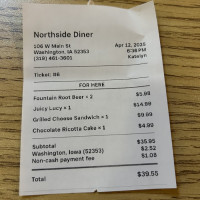 Northside Diner
106 W Main St
Washington, IA 52353
(319) 461-3601
Apr 12, 2025
6:36 PM
Kateigh
Ticket: 86
FOR HERE
Fountain Root Beer × 2 $5.98
Juicy Lucy × 1 $14.99
Grilled Cheese Sandwich × 1 $9.99
Chocolate Ricotta Cake × 1 $4.99
Subtotal $35.95
Washington, Iowa (52353) $2.52
Non-cash payment fee $1.08
Total $39.55